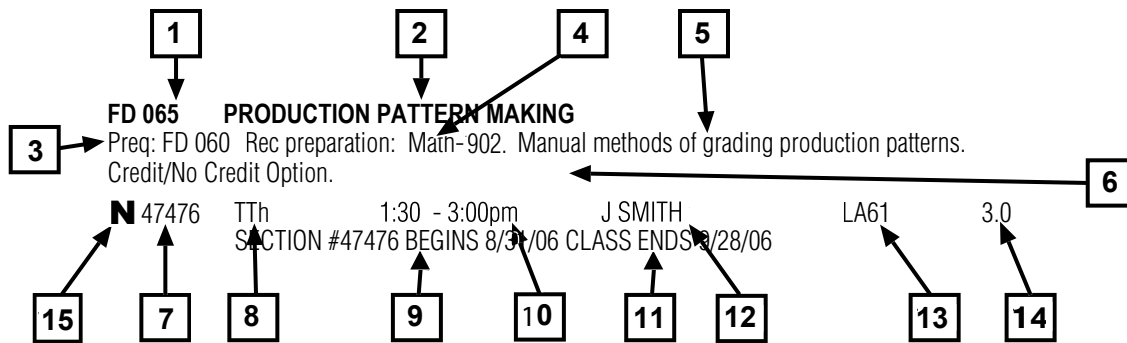 1 2 4 5
FD 065 PRODUCTION PATTERN MAKING
3 Preq: FD 060 Rec preparation: Math-902. Manual methods of grading production patterns.
Credit/No Credit Option. 6
N 47476 TTh 1:30 - 3:00pm J SMITH LA61 3.0
SECTION #47476 BEGINS 8/31/06 CLASS ENDS 9/28/06
15 7 8 9 10 11 12 13 14